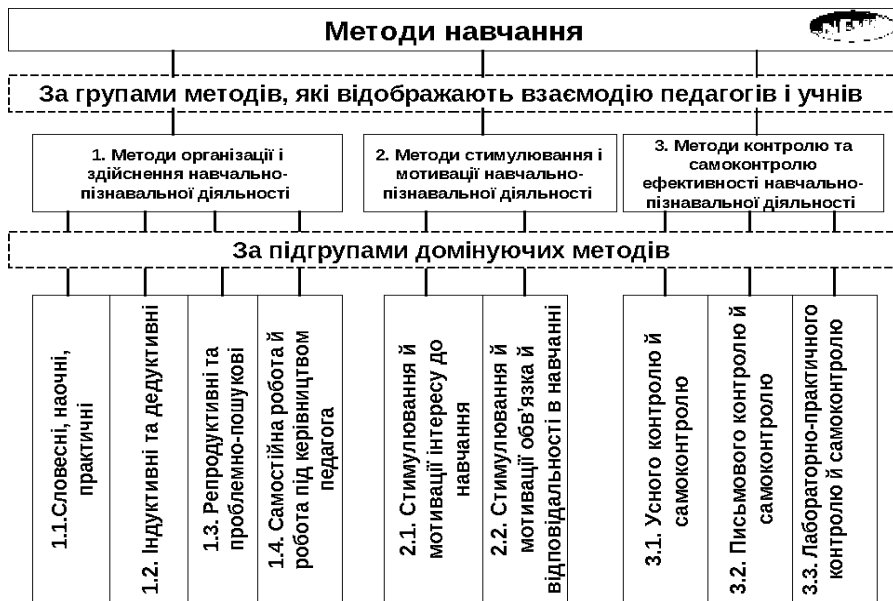 Методи навчання
NEW
За групами методів, які відображають взаємодію педагогів і учнів
1. Методи організації і
здійснення навчально-
пізнавальної діяльності
2. Методи стимулювання і
мотивації навчально-
пізнавальної діяльності
3. Методи контролю та
самоконтролю
ефективності навчально-
пізнавальної діяльності
За підгрупами домінуючих методів
1.1.Словесні, наочні,
практичні
1.2. Індуктивні та дедуктивні
1.3. Репродуктивні та
проблемно-пошукові
1.4. Самостійна робота й
робота під керівництвом
педагога
2.1. Стимулювання й
мотивації інтересу до
навчання
2.2. Стимулювання й
мотивації обв’язка й
відповідальності в навчанні
3.1. Усного контролю й
самоконтролю
3.2. Письмового контролю й
самоконтролю
3.3. Лабораторно-практичного
контролю й самоконтролю